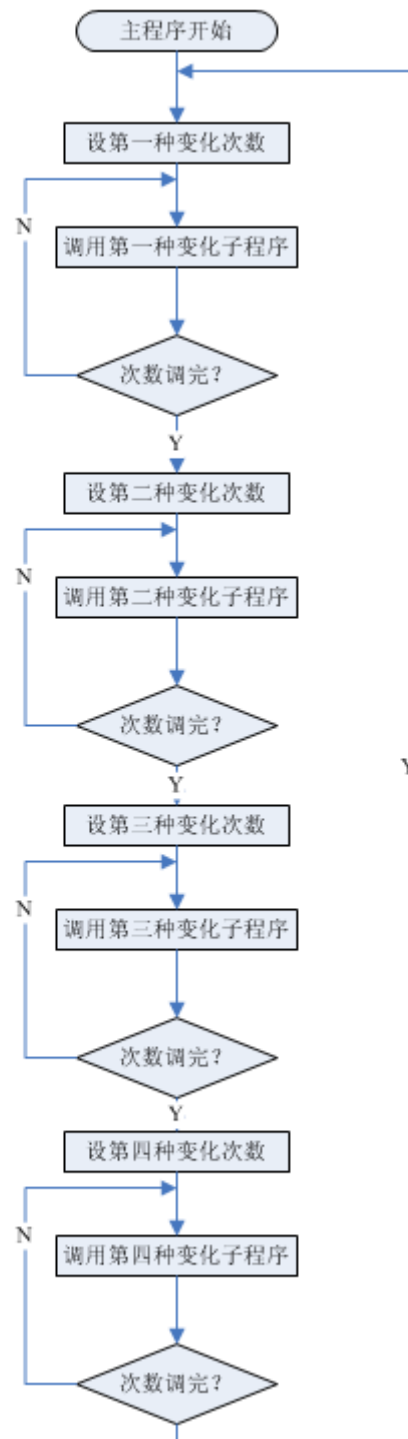 主程序开始
设第一种变化次数
N
调用第一种变化子程序
次数调完?
Y
设第二种变化次数
N
调用第二种变化子程序
次数调完?
Y
Y
设第三种变化次数
N
调用第三种变化子程序
次数调完?
Y
设第四种变化次数
N
调用第四种变化子程序
次数调完?